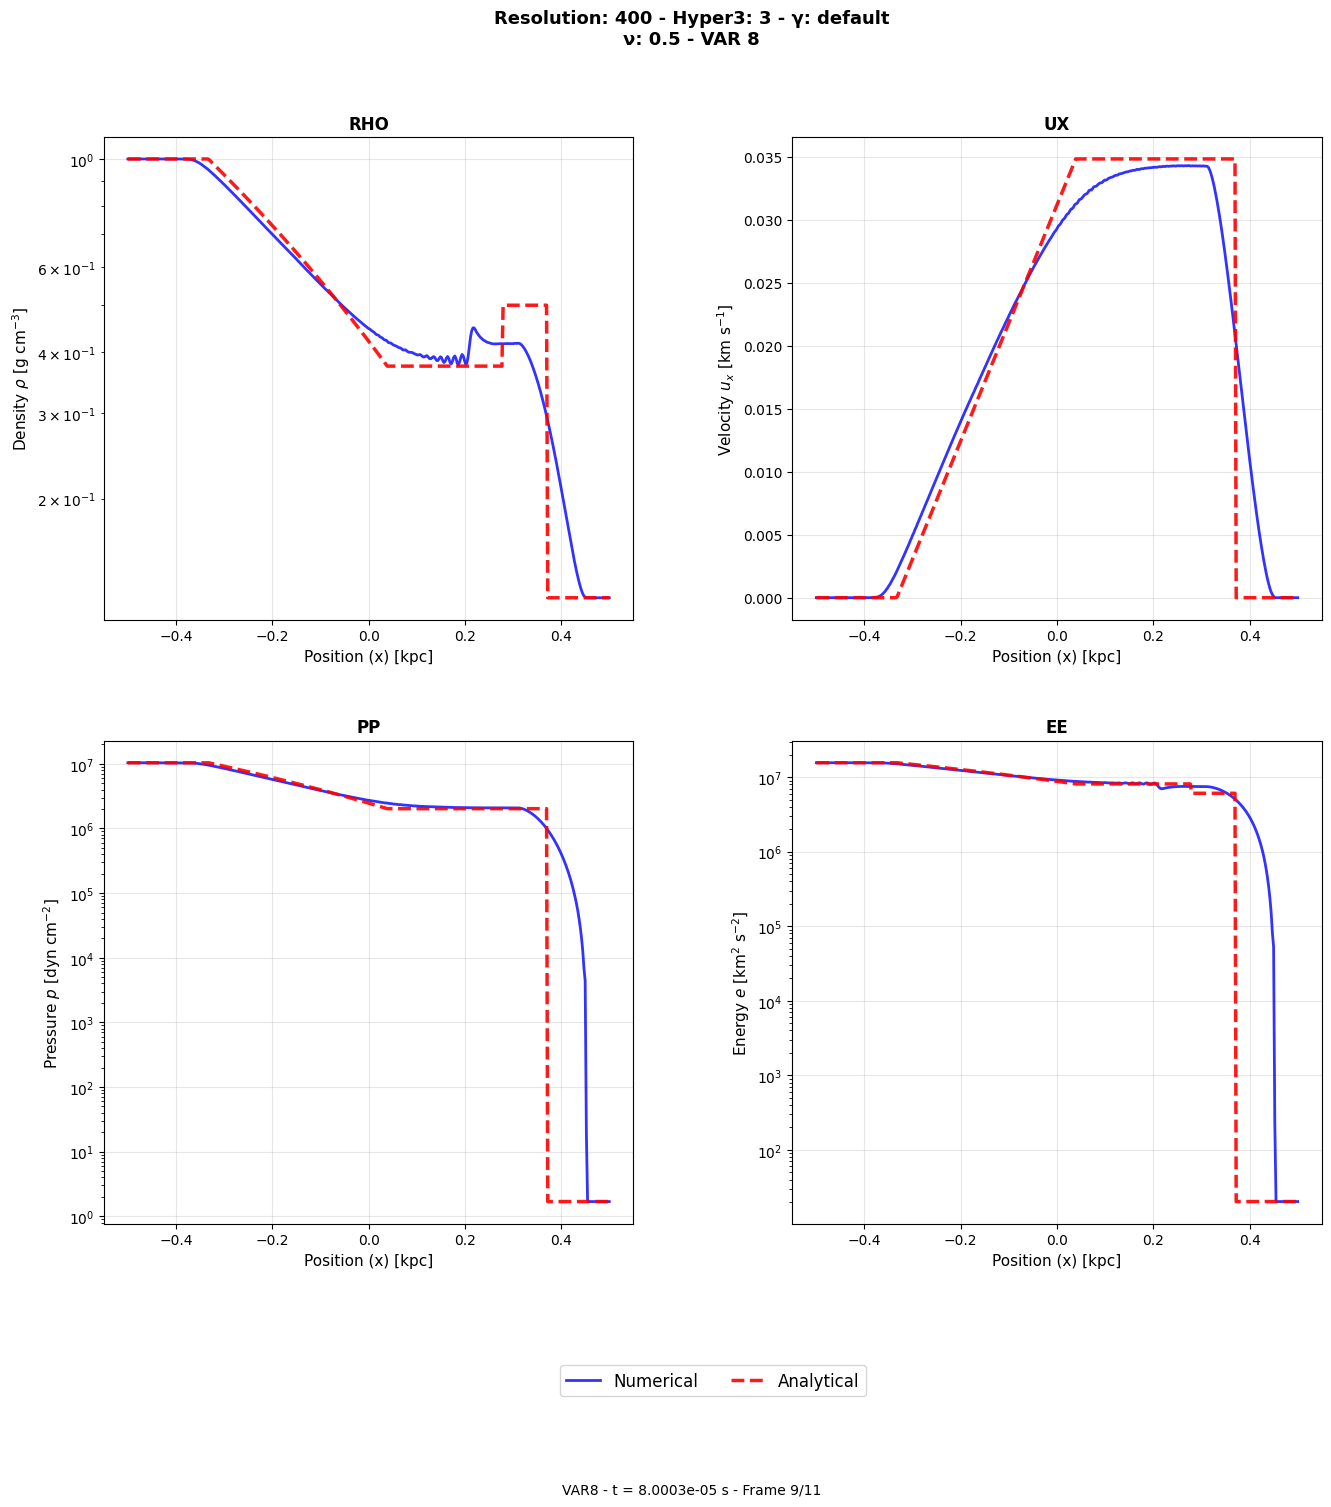 Resolution: 400 - Hyper3: 3 - γ: default
ν: 0.5 - VAR 8
RHO
Density ρ [g cm⁻³]
10⁰
6 × 10⁻¹
4 × 10⁻¹
3 × 10⁻¹
2 × 10⁻¹
−0.4 −0.2 0.0 0.2 0.4
Position (x) [kpc]
UX
Velocity uₓ [km s⁻¹]
0.035
0.030
0.025
0.020
0.015
0.010
0.005
0.000
−0.4 −0.2 0.0 0.2 0.4
Position (x) [kpc]
PP
Pressure p [dyn cm⁻²]
10⁷
10⁶
10⁵
10⁴
10³
10²
10¹
10⁰
−0.4 −0.2 0.0 0.2 0.4
Position (x) [kpc]
EE
Energy e [km² s⁻²]
10⁷
10⁶
10⁵
10⁴
10³
10²
−0.4 −0.2 0.0 0.2 0.4
Position (x) [kpc]
Numerical Analytical
VAR8 - t = 8.0003e-05 s - Frame 9/11